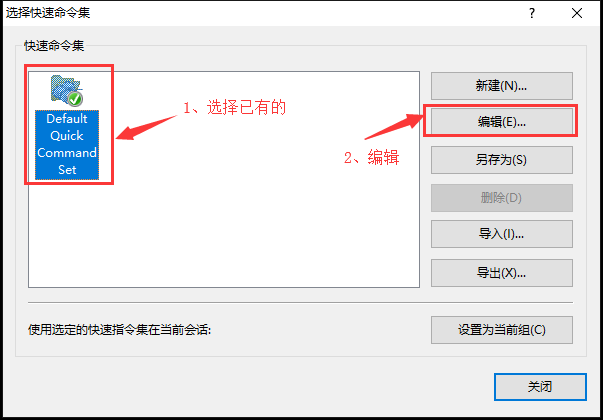 选择快速命令集
?
快速命令集
Default
Quick
Command
Set
1、选择已有的
新建(N)...
编辑(E)...
2、编辑
另存为(S)
删除(D)
导入(I)...
导出(X)...
使用选定的快速指令集在当前会话:
设置为当前组(C)
关闭